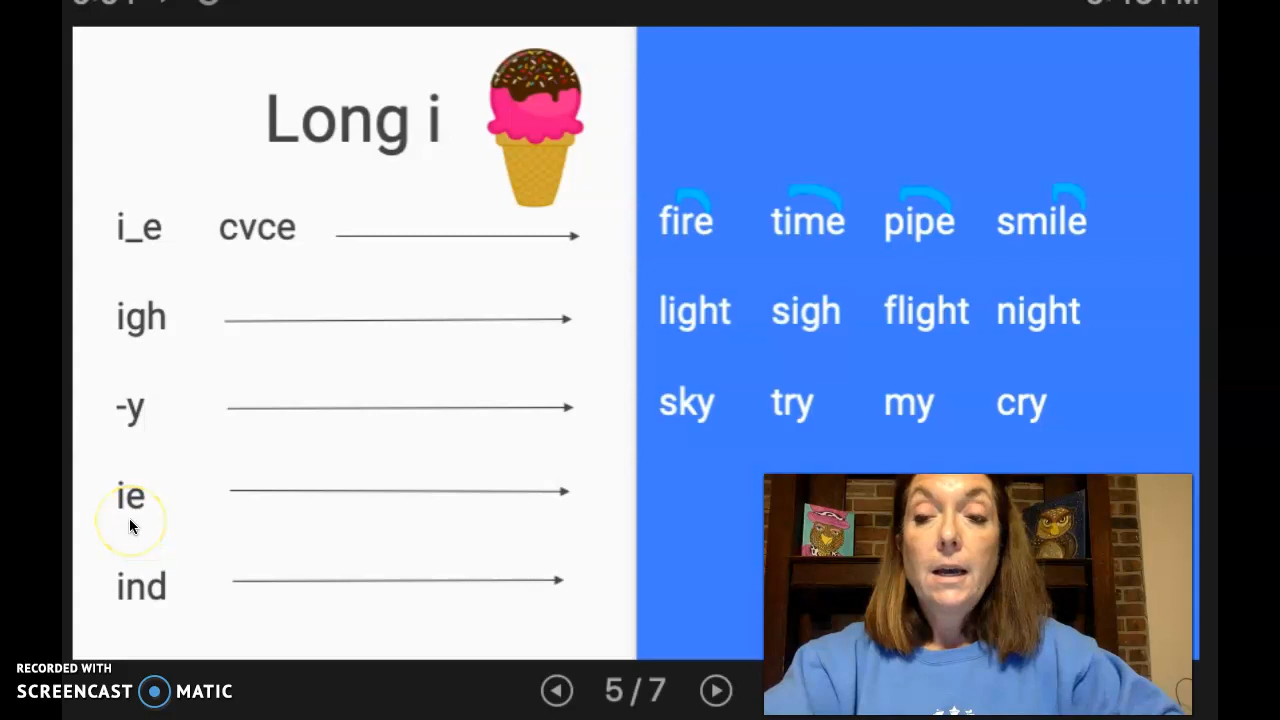 Long i
i_e cvce fire time pipe smile
igh light sigh flight night
-y sky try my cry
ie
ind
RECORDED WITH
SCREENCAST MATIC
5 / 7